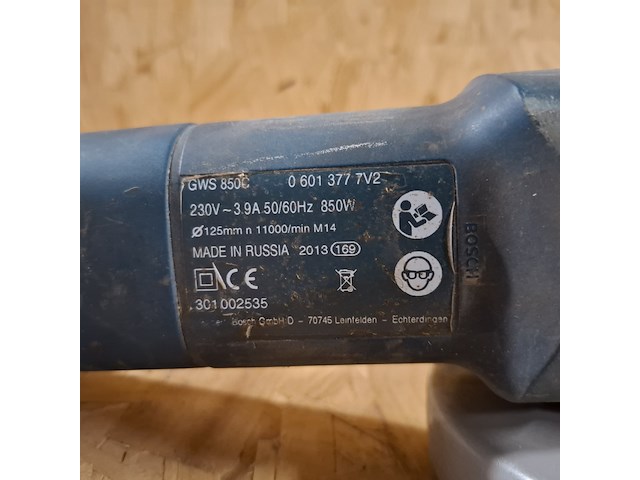 GWS 850C 0 601 377 7V2
230V ~ 3.9A 50/60Hz 850W
Ø125mm n 11000/min M14
MADE IN RUSSIA 2013 169
CE
301002535
Bosch GmbH D - 70745 Leinfelden - Echterdingen
BOSCH